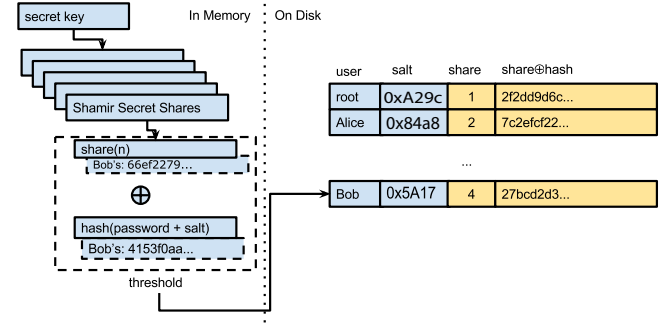 secret key
In Memory
On Disk
Shamir Secret Shares
share(n)
Bob's: 66ef2279...
⊕
hash(password + salt)
Bob's: 4153f0aa...
threshold
user salt share share⊕hash
root 0xA29c 1 2f2dd9d6c...
Alice 0x84a8 2 7c2efcf22...
...
Bob 0x5A17 4 27bcd2d3...